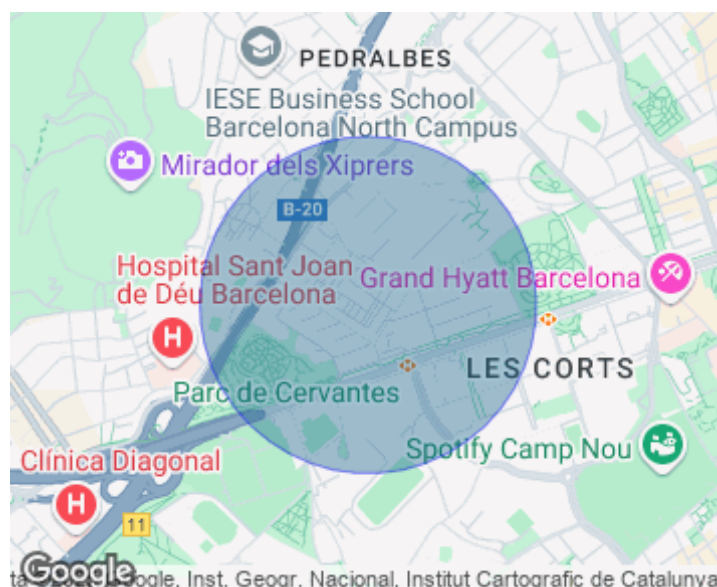 PEDRALBES
IESE Business School
Barcelona North Campus
Mirador dels Xiprers
B-20
Hospital Sant Joan
de Déu Barcelona
H
Grand Hyatt Barcelona
LES CORTS
Parc de Cervantes
Spotify Camp Nou
Clínica Diagonal
H
11
Google
Google, Inst. Geogr. Nacional, Institut Cartografic de Catalunya